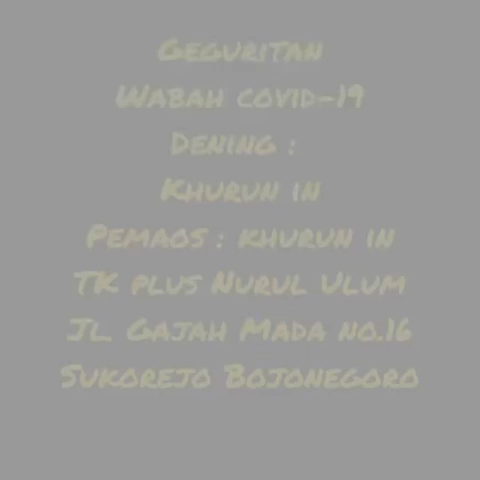 Geguritan
Wabah covid-19
Dening :
Khurun in
Pemaos : khurun in
TK plus Nurul Ulum
Jl. Gajah Mada no.16
Sukorejo Bojonegoro